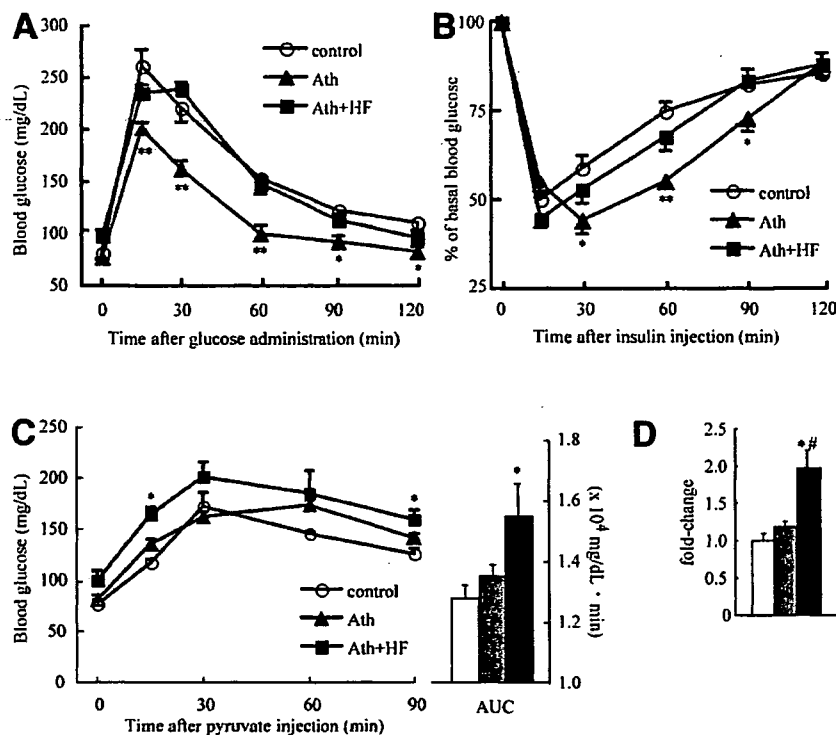 A
300
250
200
150
100
50
Blood glucose (mg/dL)
control
Ath
Ath+HF
**
**
**
*
*
0 30 60 90 120
Time after glucose administration (min)
B
100
75
50
25
% of basal blood glucose
control
Ath
Ath+HF
*
**
*
0 30 60 90 120
Time after insulin injection (min)
C
250
200
150
100
50
0
Blood glucose (mg/dL)
*
*
control
Ath
Ath+HF
0 30 60 90
Time after pyruvate injection (min)
*
1.8
1.6
1.4
1.2
1.0
(x 10⁴ mg/dL · min)
AUC
D
2.5
2.0
1.5
1.0
0.5
0
fold-change
*#